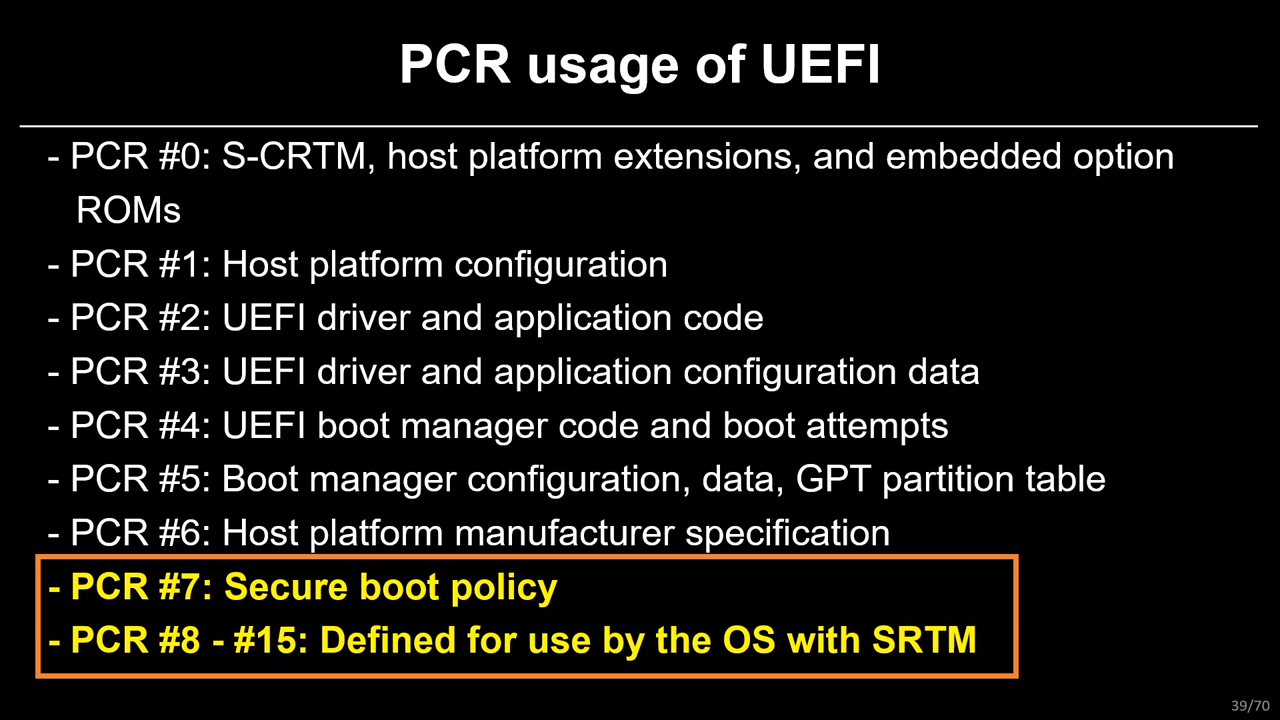 PCR usage of UEFI
- PCR #0: S-CRTM, host platform extensions, and embedded option
ROMs
- PCR #1: Host platform configuration
- PCR #2: UEFI driver and application code
- PCR #3: UEFI driver and application configuration data
- PCR #4: UEFI boot manager code and boot attempts
- PCR #5: Boot manager configuration, data, GPT partition table
- PCR #6: Host platform manufacturer specification
- PCR #7: Secure boot policy
- PCR #8 - #15: Defined for use by the OS with SRTM
39/70